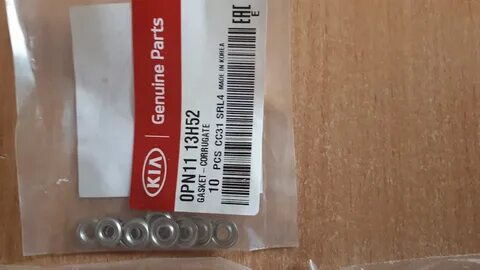 KIA
Genuine Parts
0PN11 13H52
GASKET-CORRUGATE
10 PCS CC31 SRL4 MADE IN KOREA
EAC
E